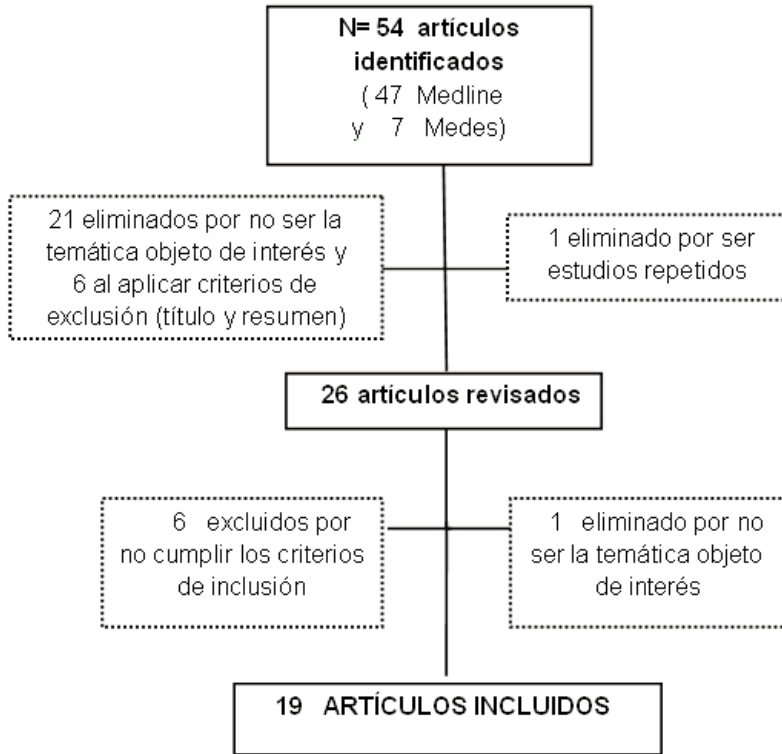 N= 54 artículos
identificados
( 47 Medline
y 7 Medes)
21 eliminados por no ser la
temática objeto de interés y
6 al aplicar criterios de
exclusión (título y resumen)
1 eliminado por ser
estudios repetidos
26 artículos revisados
6 excluidos por
no cumplir los criterios
de inclusión
1 eliminado por no
ser la temática objeto
de interés
19 ARTÍCULOS INCLUIDOS